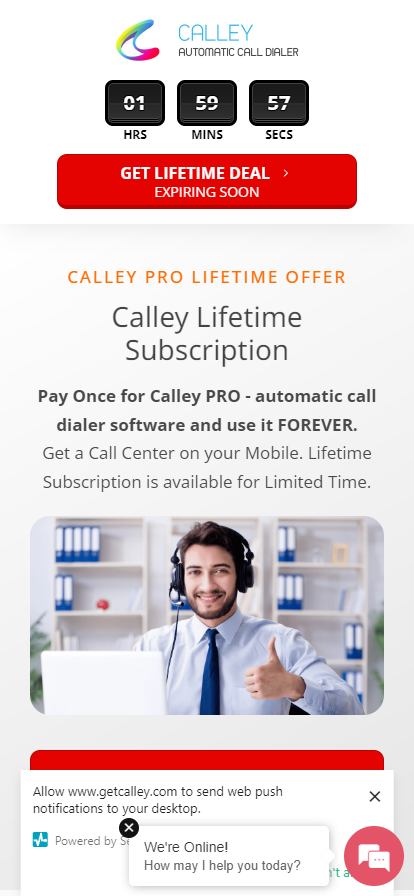 CALLEY
AUTOMATIC CALL DIALER
01 59 57
HRS MINS SECS
GET LIFETIME DEAL
EXPIRING SOON
CALLEY PRO LIFETIME OFFER
Calley Lifetime
Subscription
Pay Once for Calley PRO - automatic call
dialer software and use it FOREVER.
Get a Call Center on your Mobile. Lifetime
Subscription is available for Limited Time.
Allow www.getcalley.com to send web push
notifications to your desktop.
Powered by
We're Online!
How may I help you today?